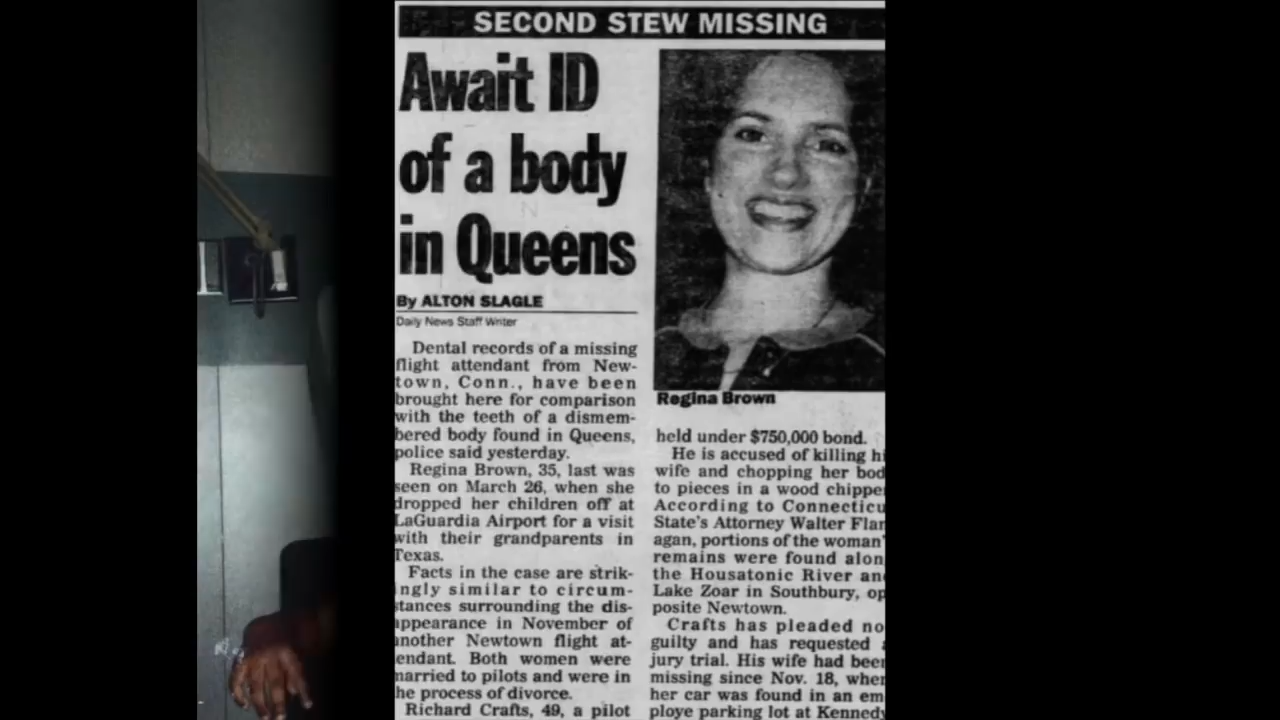 SECOND STEW MISSING
Await ID
of a body
in Queens
By ALTON SLAGLE
Daily News Staff Writer
Dental records of a missing
flight attendant from New-
town, Conn., have been
brought here for comparison
with the teeth of a dismem-
bered body found in Queens,
police said yesterday.
Regina Brown, 35, last was
seen on March 26, when she
dropped her children off at
LaGuardia Airport for a visit
with their grandparents in
Texas.
Facts in the case are strik-
ingly similar to circum-
stances surrounding the dis-
appearance in November of
another Newtown flight at-
tendant. Both women were
married to pilots and were in
the process of divorce.
Richard Crafts, 49, a pilot
Regina Brown
held under $750,000 bond.
He is accused of killing hi
wife and chopping her bod
to pieces in a wood chippe
According to Connecticu
State's Attorney Walter Flan
agan, portions of the woman'
remains were found alon
the Housatonic River an
Lake Zoar in Southbury, op
posite Newtown.
Crafts has pleaded no
guilty and has requested a
jury trial. His wife had bee
missing since Nov. 18, whe
her car was found in an em
ploye parking lot at Kennedy